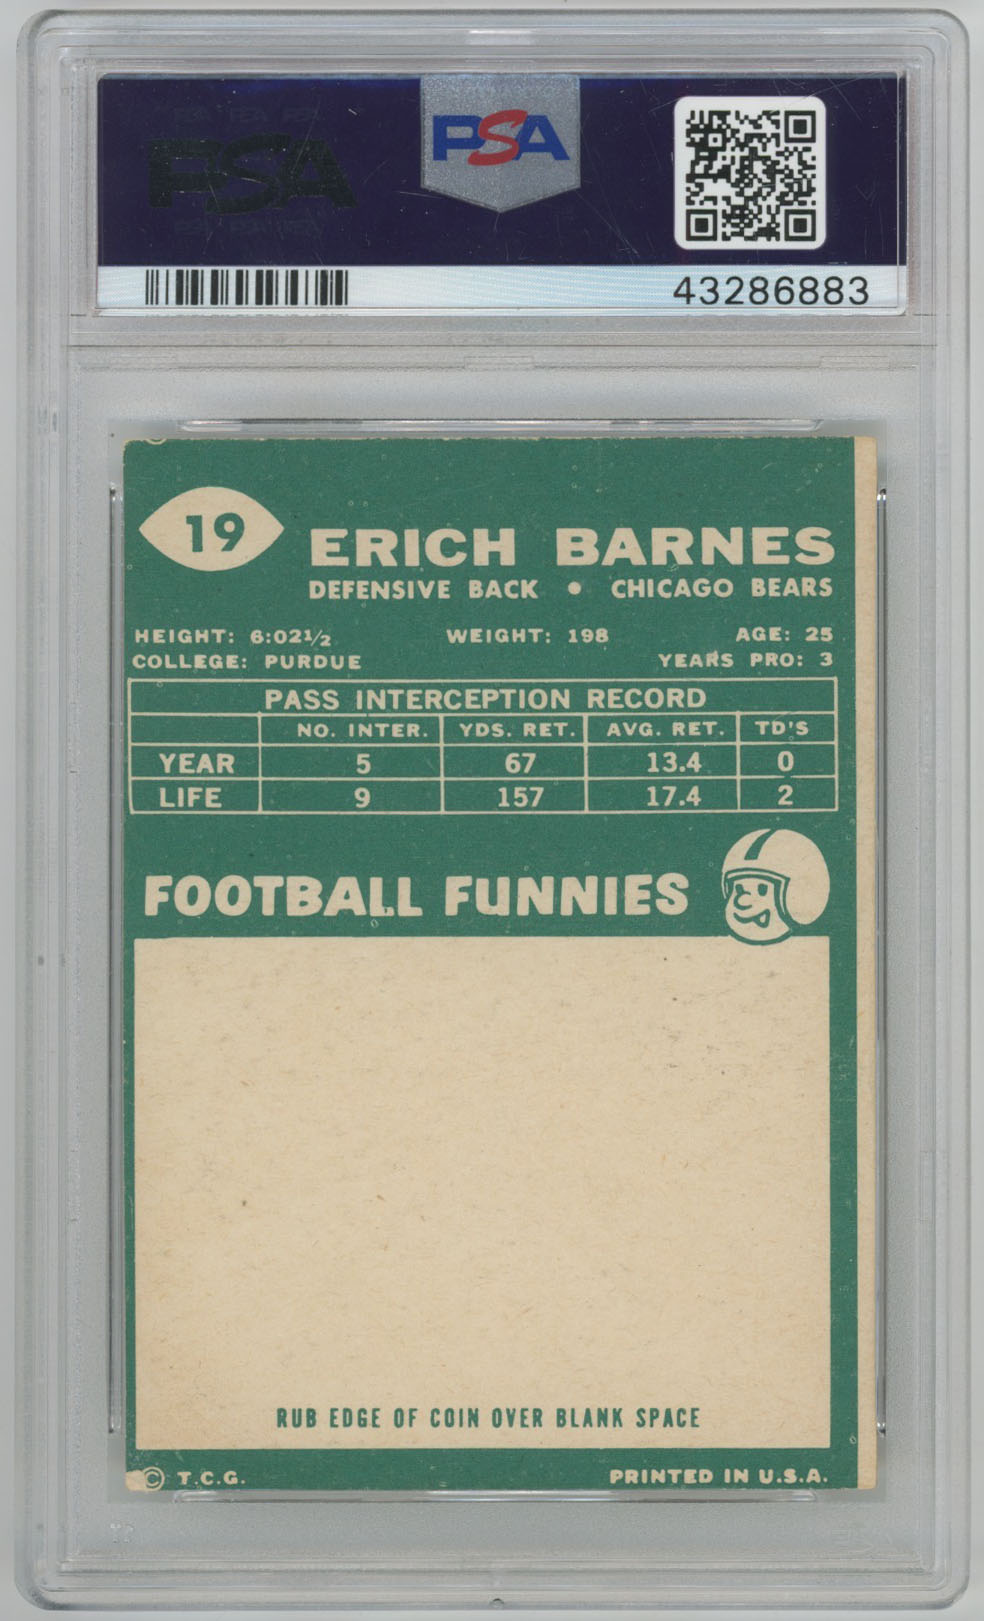 PSA
PSA
43286883
19
ERICH BARNES
DEFENSIVE BACK • CHICAGO BEARS
HEIGHT: 6:02½ WEIGHT: 198 AGE: 25
COLLEGE: PURDUE YEARS PRO: 3
PASS INTERCEPTION RECORD
NO. INTER. YDS. RET. AVG. RET. TD'S
YEAR 5 67 13.4 0
LIFE 9 157 17.4 2
FOOTBALL FUNNIES
RUB EDGE OF COIN OVER BLANK SPACE
© T.C.G. PRINTED IN U.S.A.